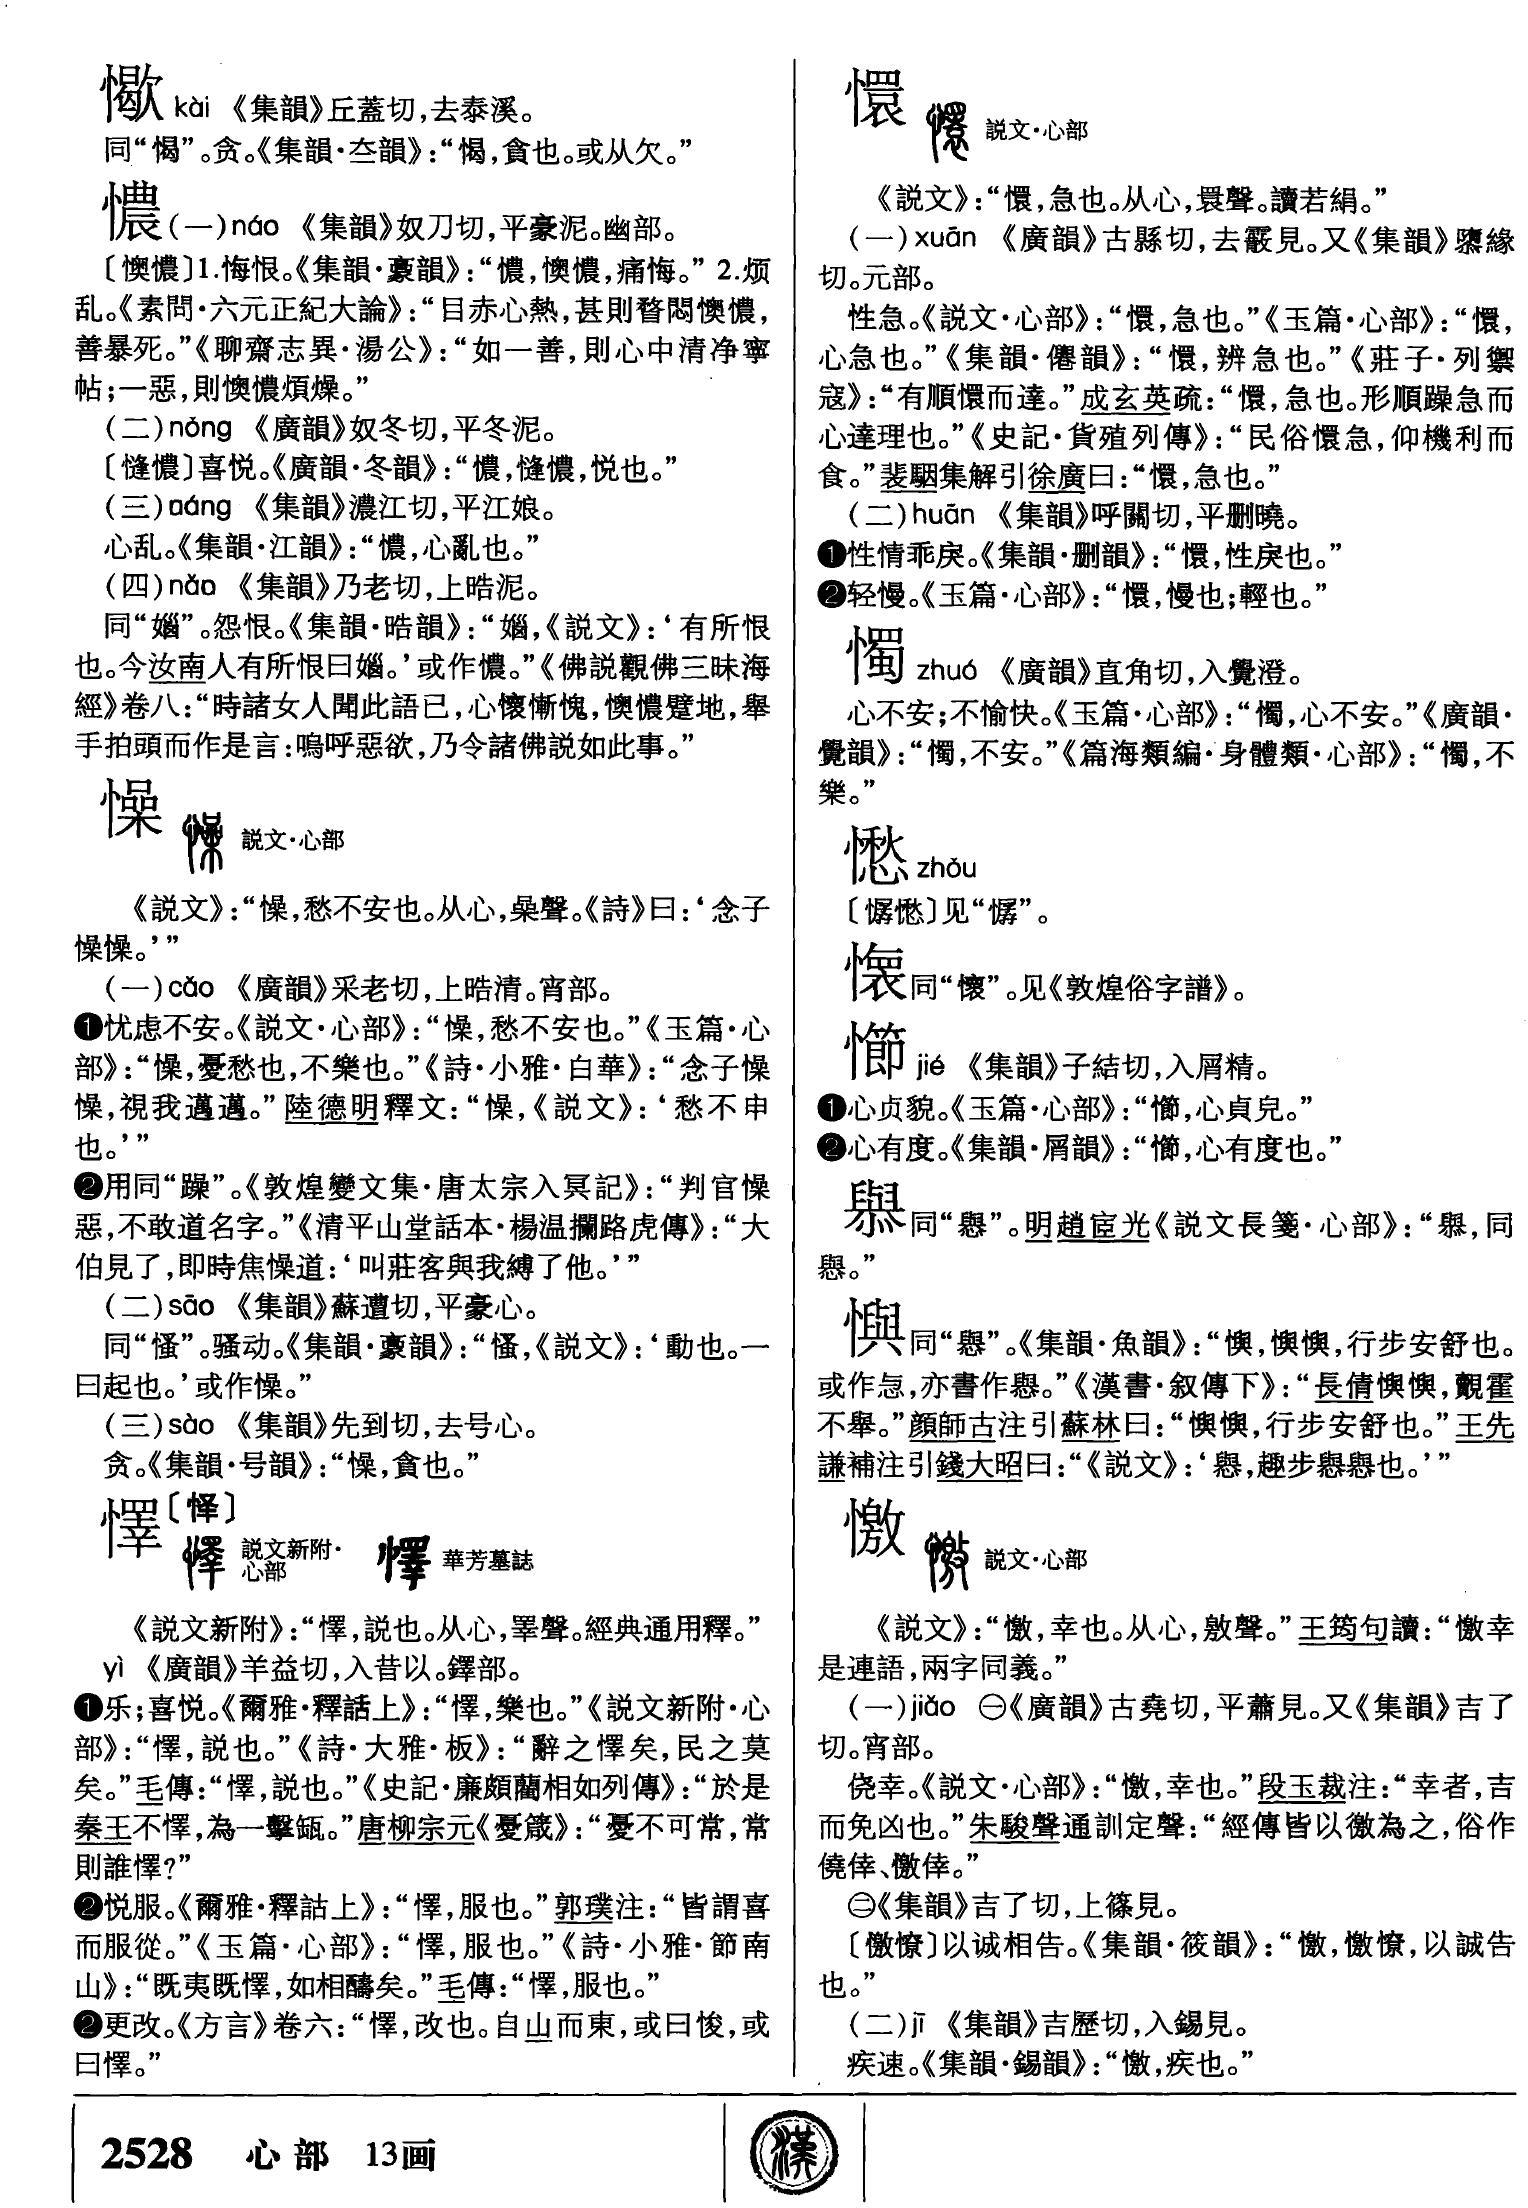 kài 《集韻》丘蓋切，去泰溪。
同“愒”。贪。《集韻·夳韻》：“愒，貪也。或从欠。”
憹(一)náo 《集韻》奴刀切，平豪泥。幽部。
〔懊憹〕1.悔恨。《集韻·豪韻》：“憹，懊憹，痛悔。” 2.烦
乱。《素問·六元正紀大論》：“目赤心熱，甚則瞀悶懊憹，
善暴死。”《聊齋志異·湯公》：“如一善，則心中清净寧
帖；一惡，則懊憹煩燥。”
(二)nǒng 《廣韻》奴冬切，平冬泥。
〔㦀憹〕喜悦。《廣韻·冬韻》：“憹，㦀憹，悦也。”
(三)náng 《集韻》濃江切，平江娘。
心乱。《集韻·江韻》：“憹，心亂也。”
(四)nǎo 《集韻》乃老切，上晧泥。
同“嫍”。怨恨。《集韻·晧韻》：“嫍，《説文》：‘有所恨
也。今汝南人有所恨曰嫍。’或作憹。”《佛説觀佛三昧海
經》卷八：“時諸女人聞此語已，心懷慚愧，懊憹躄地，舉
手拍頭而作是言：嗚呼惡欲，乃令諸佛説如此事。”
懆 説文·心部
《説文》：“懆，愁不安也。从心，喿聲。《詩》曰：‘念子
懆懆。’”
(一)cǎo 《廣韻》采老切，上晧清。宵部。
❶忧虑不安。《説文·心部》：“懆，愁不安也。”《玉篇·心
部》：“懆，憂愁也，不樂也。”《詩·小雅·白華》：“念子懆
懆，視我邁邁。”陸德明釋文：“懆，《説文》：‘愁不申
也。’”
❷用同“躁”。《敦煌變文集·唐太宗入冥記》：“判官懆
惡，不敢道名字。”《清平山堂話本·楊温攔路虎傳》：“大
伯見了，即時焦懆道：‘叫莊客與我縛了他。’”
(二)sāo 《集韻》蘇遭切，平豪心。
同“慅”。骚动。《集韻·豪韻》：“慅，《説文》：‘動也。一
曰起也。’或作懆。”
(三)sào 《集韻》先到切，去号心。
贪。《集韻·号韻》：“懆，貪也。”
懌〔怿〕
説文新附·
心部 華芳墓誌
《説文新附》：“懌，説也。从心，睪聲。經典通用釋。”
yì 《廣韻》羊益切，入昔以。鐸部。
❶乐；喜悦。《爾雅·釋詁上》：“懌，樂也。”《説文新附·心
部》：“懌，説也。”《詩·大雅·板》：“辭之懌矣，民之莫
矣。”毛傳：“懌，説也。”《史記·廉頗藺相如列傳》：“於是
秦王不懌，為一擊缻。”唐柳宗元《憂箴》：“憂不可常，常
則誰懌？”
❷悦服。《爾雅·釋詁上》：“懌，服也。”郭璞注：“皆謂喜
而服從。”《玉篇·心部》：“懌，服也。”《詩·小雅·節南
山》：“既夷既懌，如相醻矣。”毛傳：“懌，服也。”
❷更改。《方言》卷六：“懌，改也。自山而東，或曰悛，或
曰懌。”
懁 説文·心部
《説文》：“懁，急也。从心，睘聲。讀若絹。”
(一)xuān 《廣韻》古縣切，去霰見。又《集韻》隳緣
切。元部。
性急。《説文·心部》：“懁，急也。”《玉篇·心部》：“懁，
心急也。”《集韻·僊韻》：“懁，辨急也。”《莊子·列禦
寇》：“有順懁而達。”成玄英疏：“懁，急也。形順躁急而
心達理也。”《史記·貨殖列傳》：“民俗懁急，仰機利而
食。”裴駰集解引徐廣曰：“懁，急也。”
(二)huān 《集韻》呼關切，平删曉。
❶性情乖戾。《集韻·删韻》：“懁，性戾也。”
❷轻慢。《玉篇·心部》：“懁，慢也；輕也。”
㦌zhuó 《廣韻》直角切，入覺澄。
心不安；不愉快。《玉篇·心部》：“㦌，心不安。”《廣韻·
覺韻》：“㦌，不安。”《篇海類編·身體類·心部》：“㦌，不
樂。”
zhǒu
同“懷”。见《敦煌俗字譜》。
㦢jié 《集韻》子結切，入屑精。
❶心贞貌。《玉篇·心部》：“㦢，心貞皃。”
❷心有度。《集韻·屑韻》：“㦢，心有度也。”
同“懇”。明趙宧光《説文長箋·心部》：
懙同“㦛”。《集韻·魚韻》：“懙，懙懙，行步安舒也。
或作悆，亦書作㦛。”《漢書·叙傳下》：“長倩懙懙，覿霍
不舉。”顔師古注引蘇林曰：“懙懙，行步安舒也。”王先
謙補注引錢大昭曰：“《説文》：‘㦛，趣步㦛㦛也。’”
憿 説文·心部
《説文》：“憿，幸也。从心，敫聲。”王筠句讀：“憿幸
是連語，兩字同義。”
(一)jiǎo ㊀《廣韻》古堯切，平蕭見。又《集韻》吉了
切。宵部。
侥幸。《説文·心部》：“憿，幸也。”段玉裁注：“幸者，吉
而免凶也。”朱駿聲通訓定聲：“經傳皆以徼為之，俗作
僥倖、憿倖。”
㊁《集韻》吉了切，上篠見。
〔憿憭〕以诚相告。《集韻·筱韻》：“憿，憿憭，以誠告
也。”
(二)jī 《集韻》吉歷切，入錫見。
疾速。《集韻·錫韻》：“憿，疾也。”
2528 心部 13画
漢